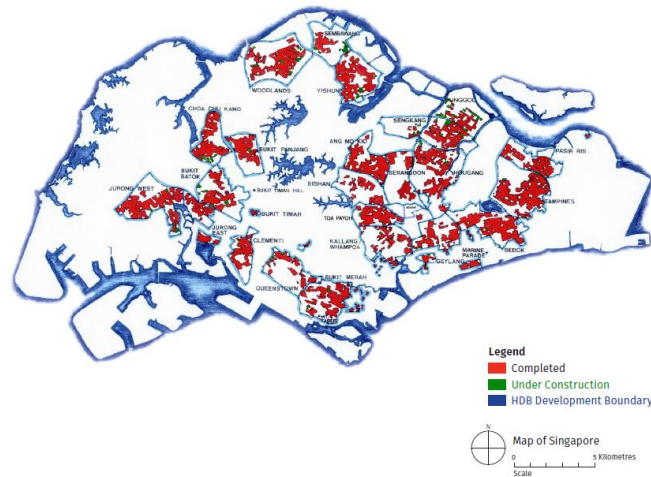 SEMBAWANG
WOODLANDS
YISHUN
PUNGGOL
CHOA CHU KANG
SENGKANG
BUKIT PANJANG
ANG MO KIO
PASIR RIS
SERANGOON
HOUGANG
BUKIT
BATOK
JURONG WEST
BUKIT TIMAH HILL
BISHAN
TAMPINES
BUKIT TIMAH
TOA PAYOH
JURONG
EAST
CLEMENTI
KALLANG
WHAMPOA
MARINE
PARADE
BEDOK
GEYLANG
BUKIT MERAH
QUEENSTOWN
Legend
Completed
Under Construction
HDB Development Boundary
N
Map of Singapore
0 5 Kilometres
Scale